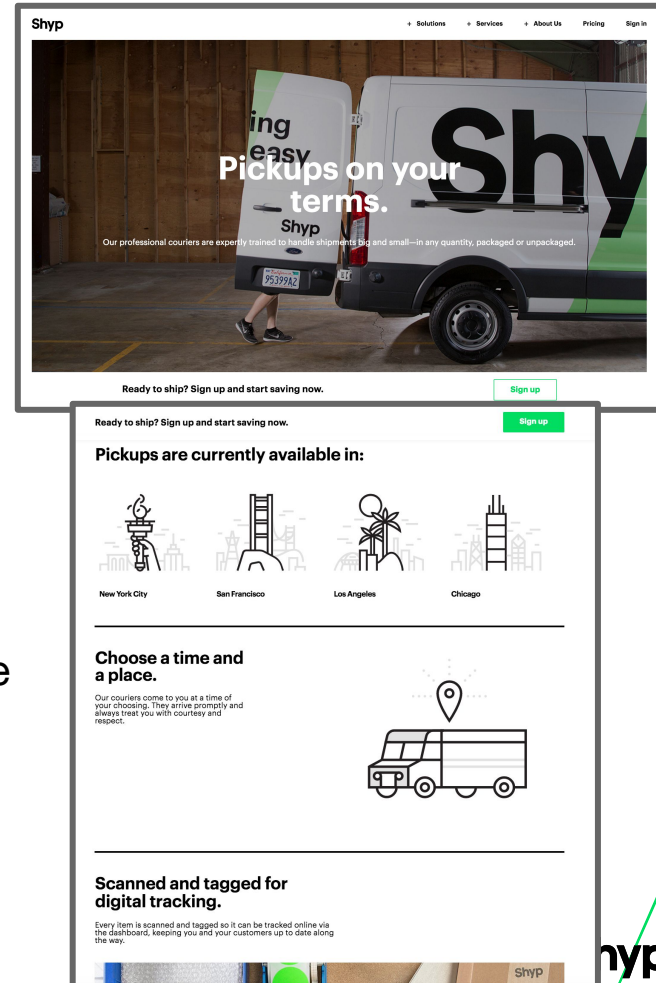 Shyp
+ Solutions + Services + About Us Pricing Sign in
ing
easy
Shy
Pickups on your
terms.
Shyp
Our professional couriers are expertly trained to handle shipments big and small—in any quantity, packaged or unpackaged.
95399A2
Ready to ship? Sign up and start saving now. Sign up
Ready to ship? Sign up and start saving now. Sign up
Pickups are currently available in:
New York City San Francisco Los Angeles Chicago
e
Choose a time and
a place.
Our couriers come to you at a time of
your choosing. They arrive promptly and
always treat you with courtesy and
respect.
Scanned and tagged for
digital tracking.
Every item is scanned and tagged so it can be tracked online via
the dashboard, keeping you and your customers up to date along
the way.
Shyp
hyp